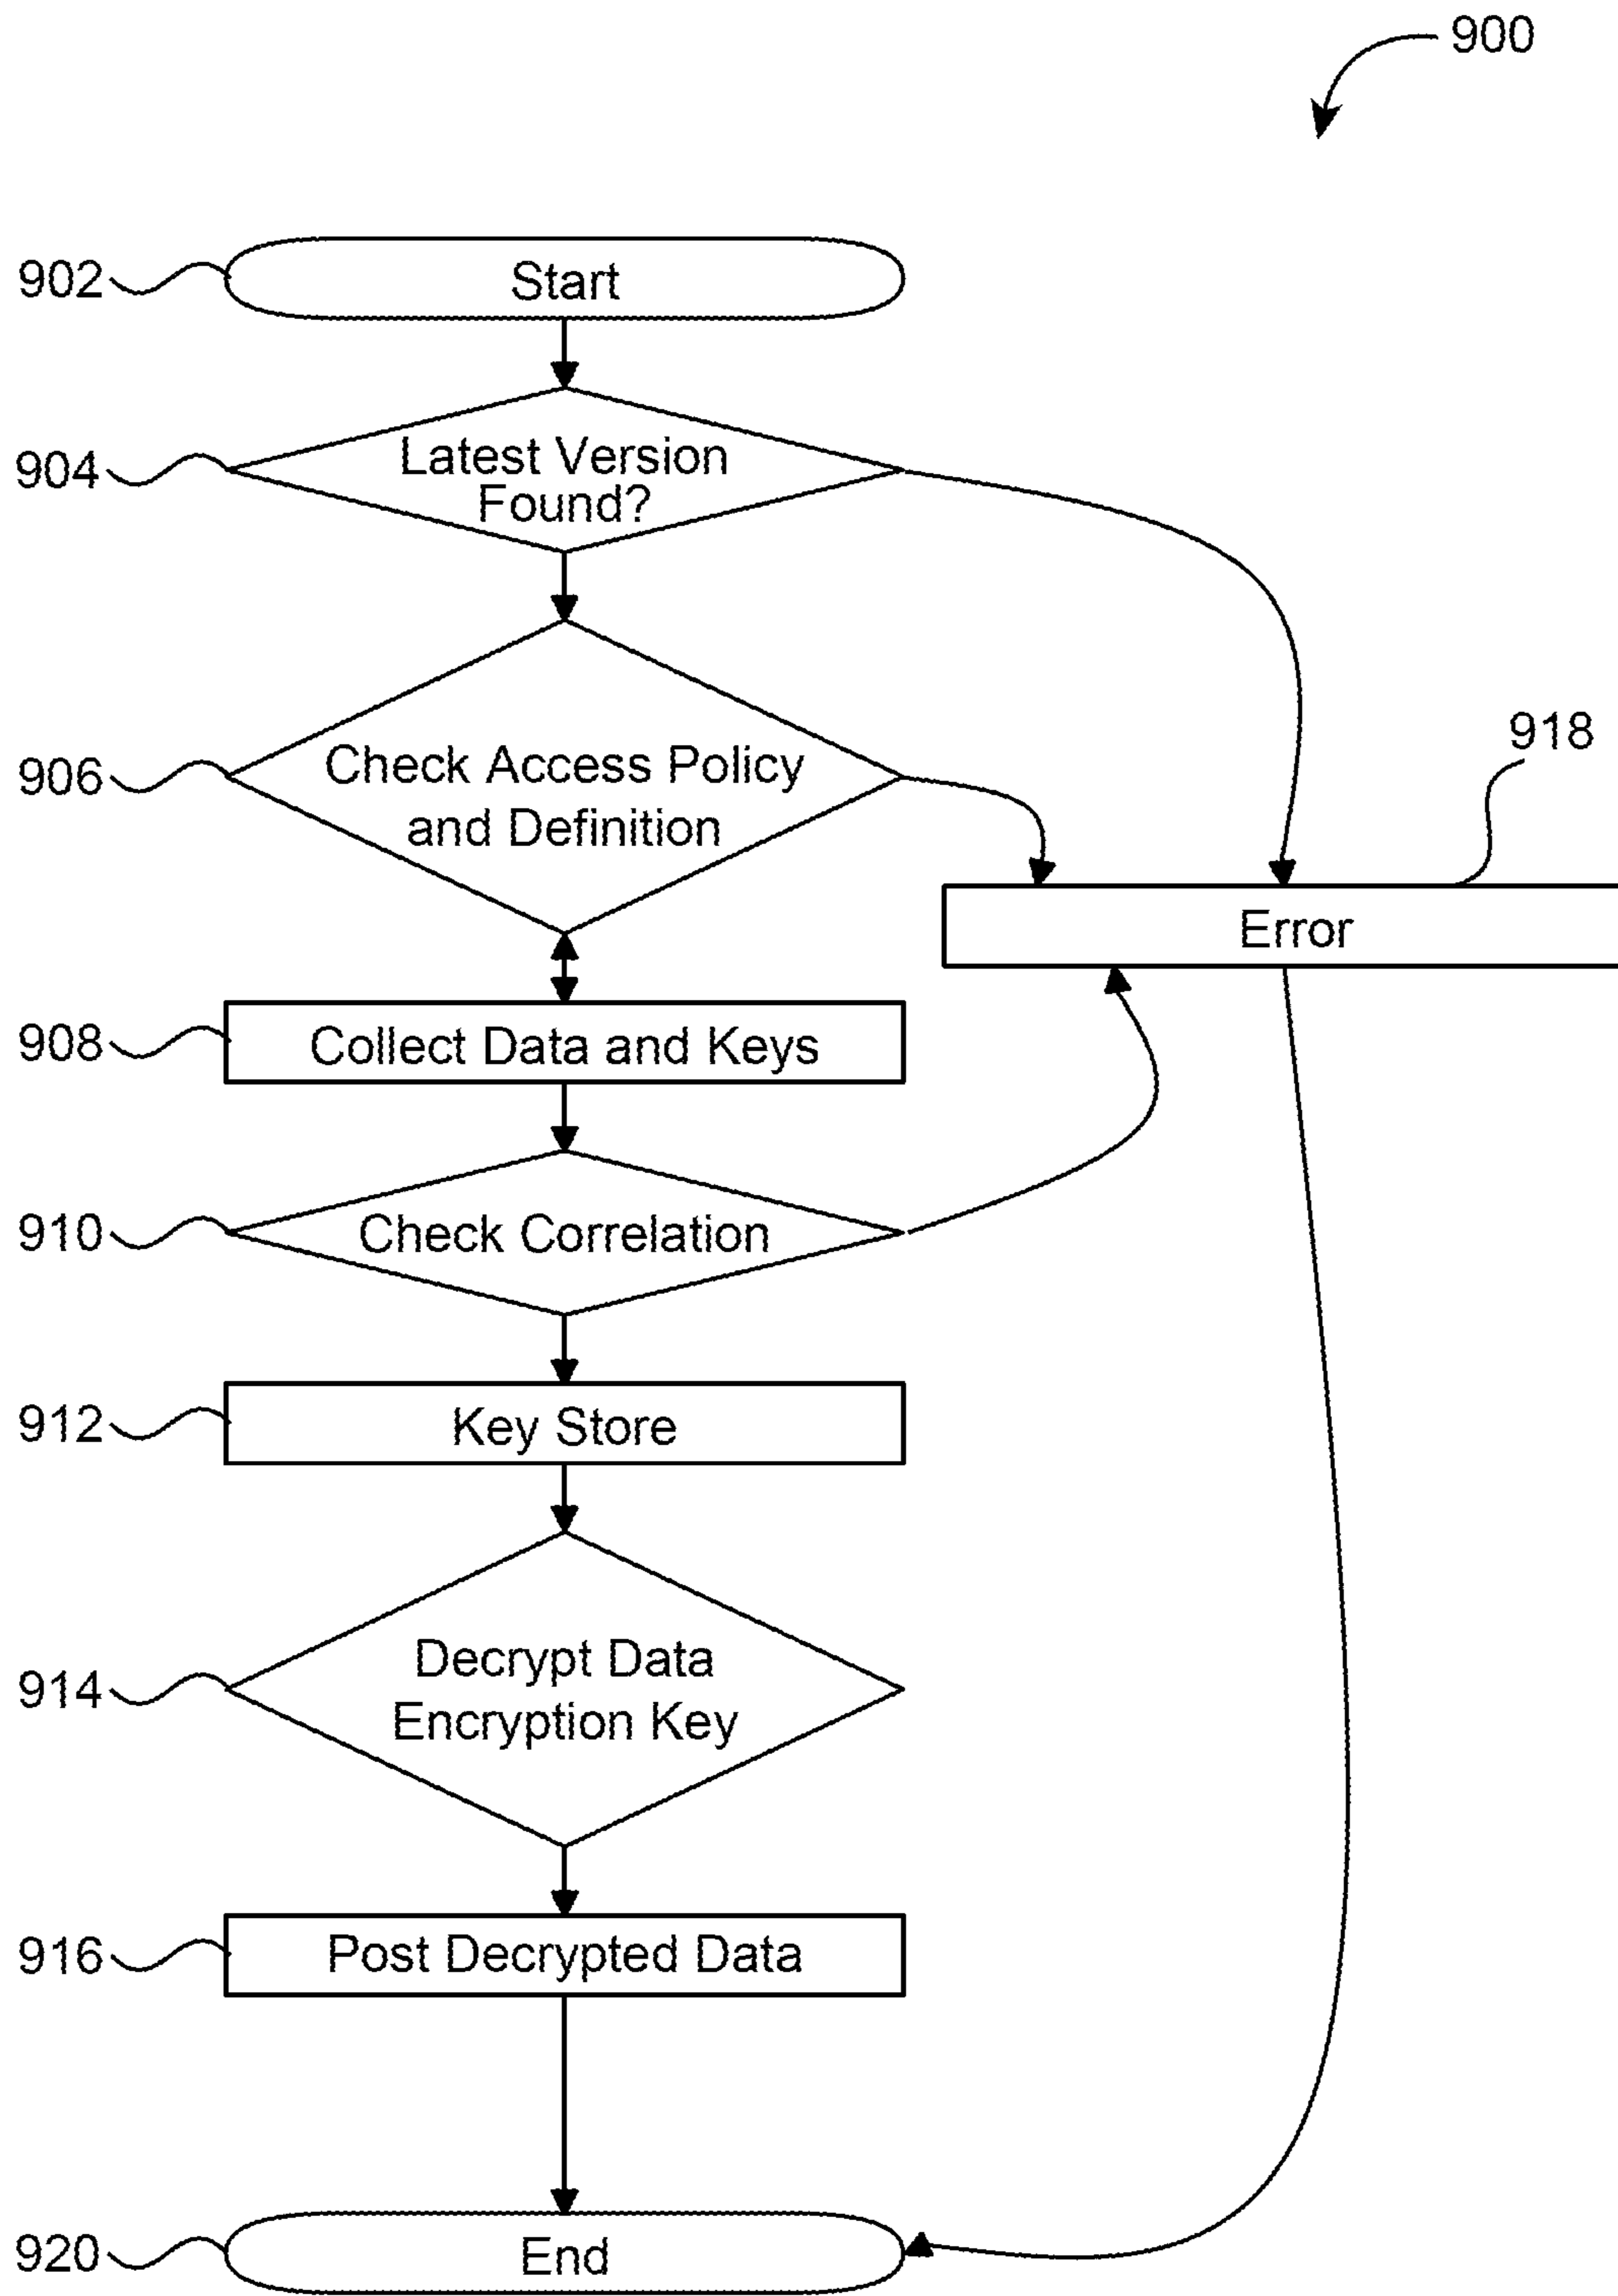 900
902
Start
904
Latest Version
Found?
906
Check Access Policy
and Definition
918
Error
908
Collect Data and Keys
910
Check Correlation
912
Key Store
914
Decrypt Data
Encryption Key
916
Post Decrypted Data
920
End